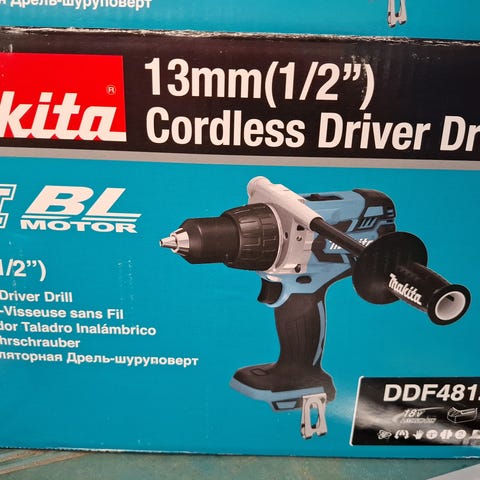 Дрель-шуруповерт
kita®
13mm(1/2")
Cordless Driver Dr
BL
MOTOR
/2")
Driver Drill
-Visseuse sans Fil
dor Taladro Inalámbrico
hrschrauber
ляторная Дрель-шуруповерт
makita
makita
DDF481
18V